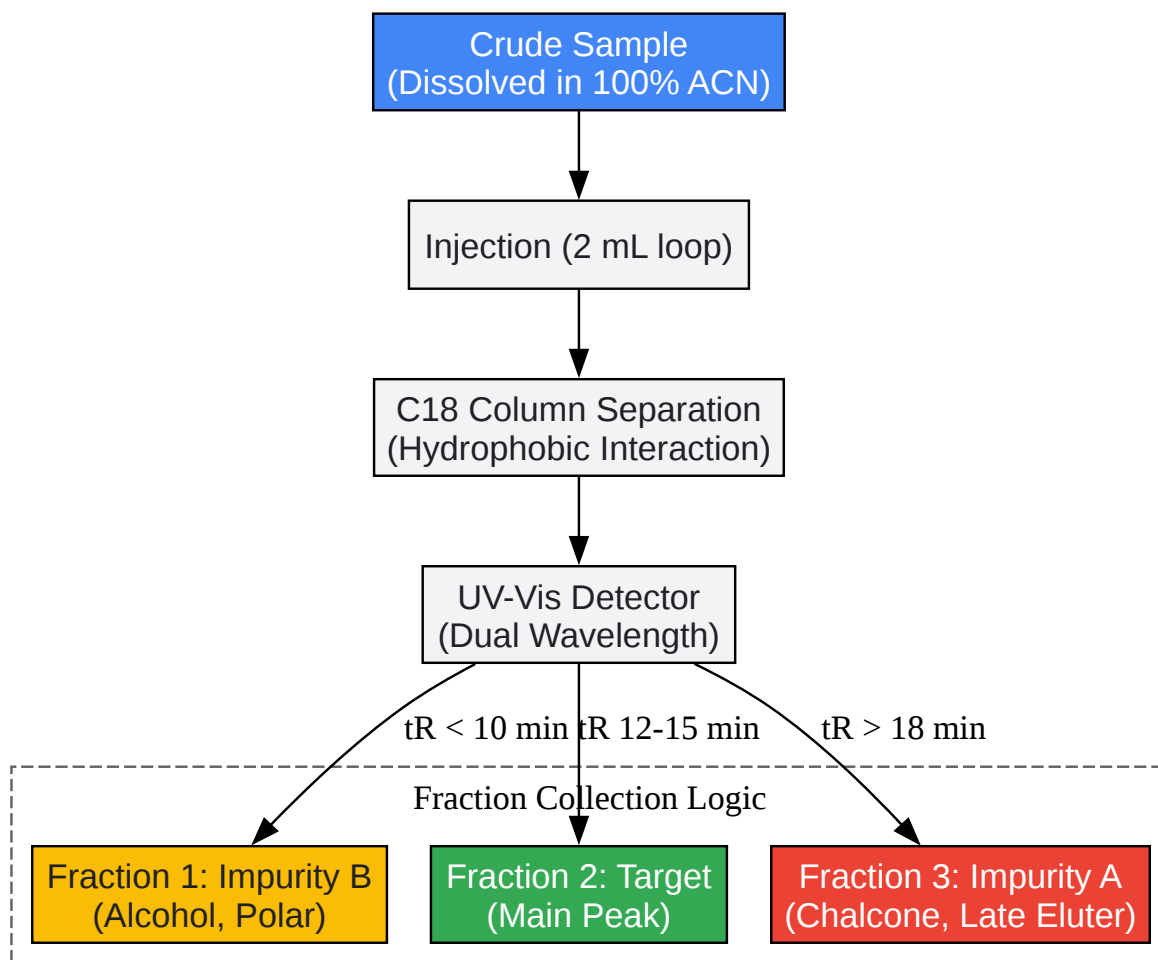 Crude Sample
(Dissolved in 100% ACN)
Injection (2 mL loop)
C18 Column Separation
(Hydrophobic Interaction)
UV-Vis Detector
(Dual Wavelength)
tR < 10 min
tR 12-15 min
tR > 18 min
Fraction Collection Logic
Fraction 1: Impurity B
(Alcohol, Polar)
Fraction 2: Target
(Main Peak)
Fraction 3: Impurity A
(Chalcone, Late Eluter)